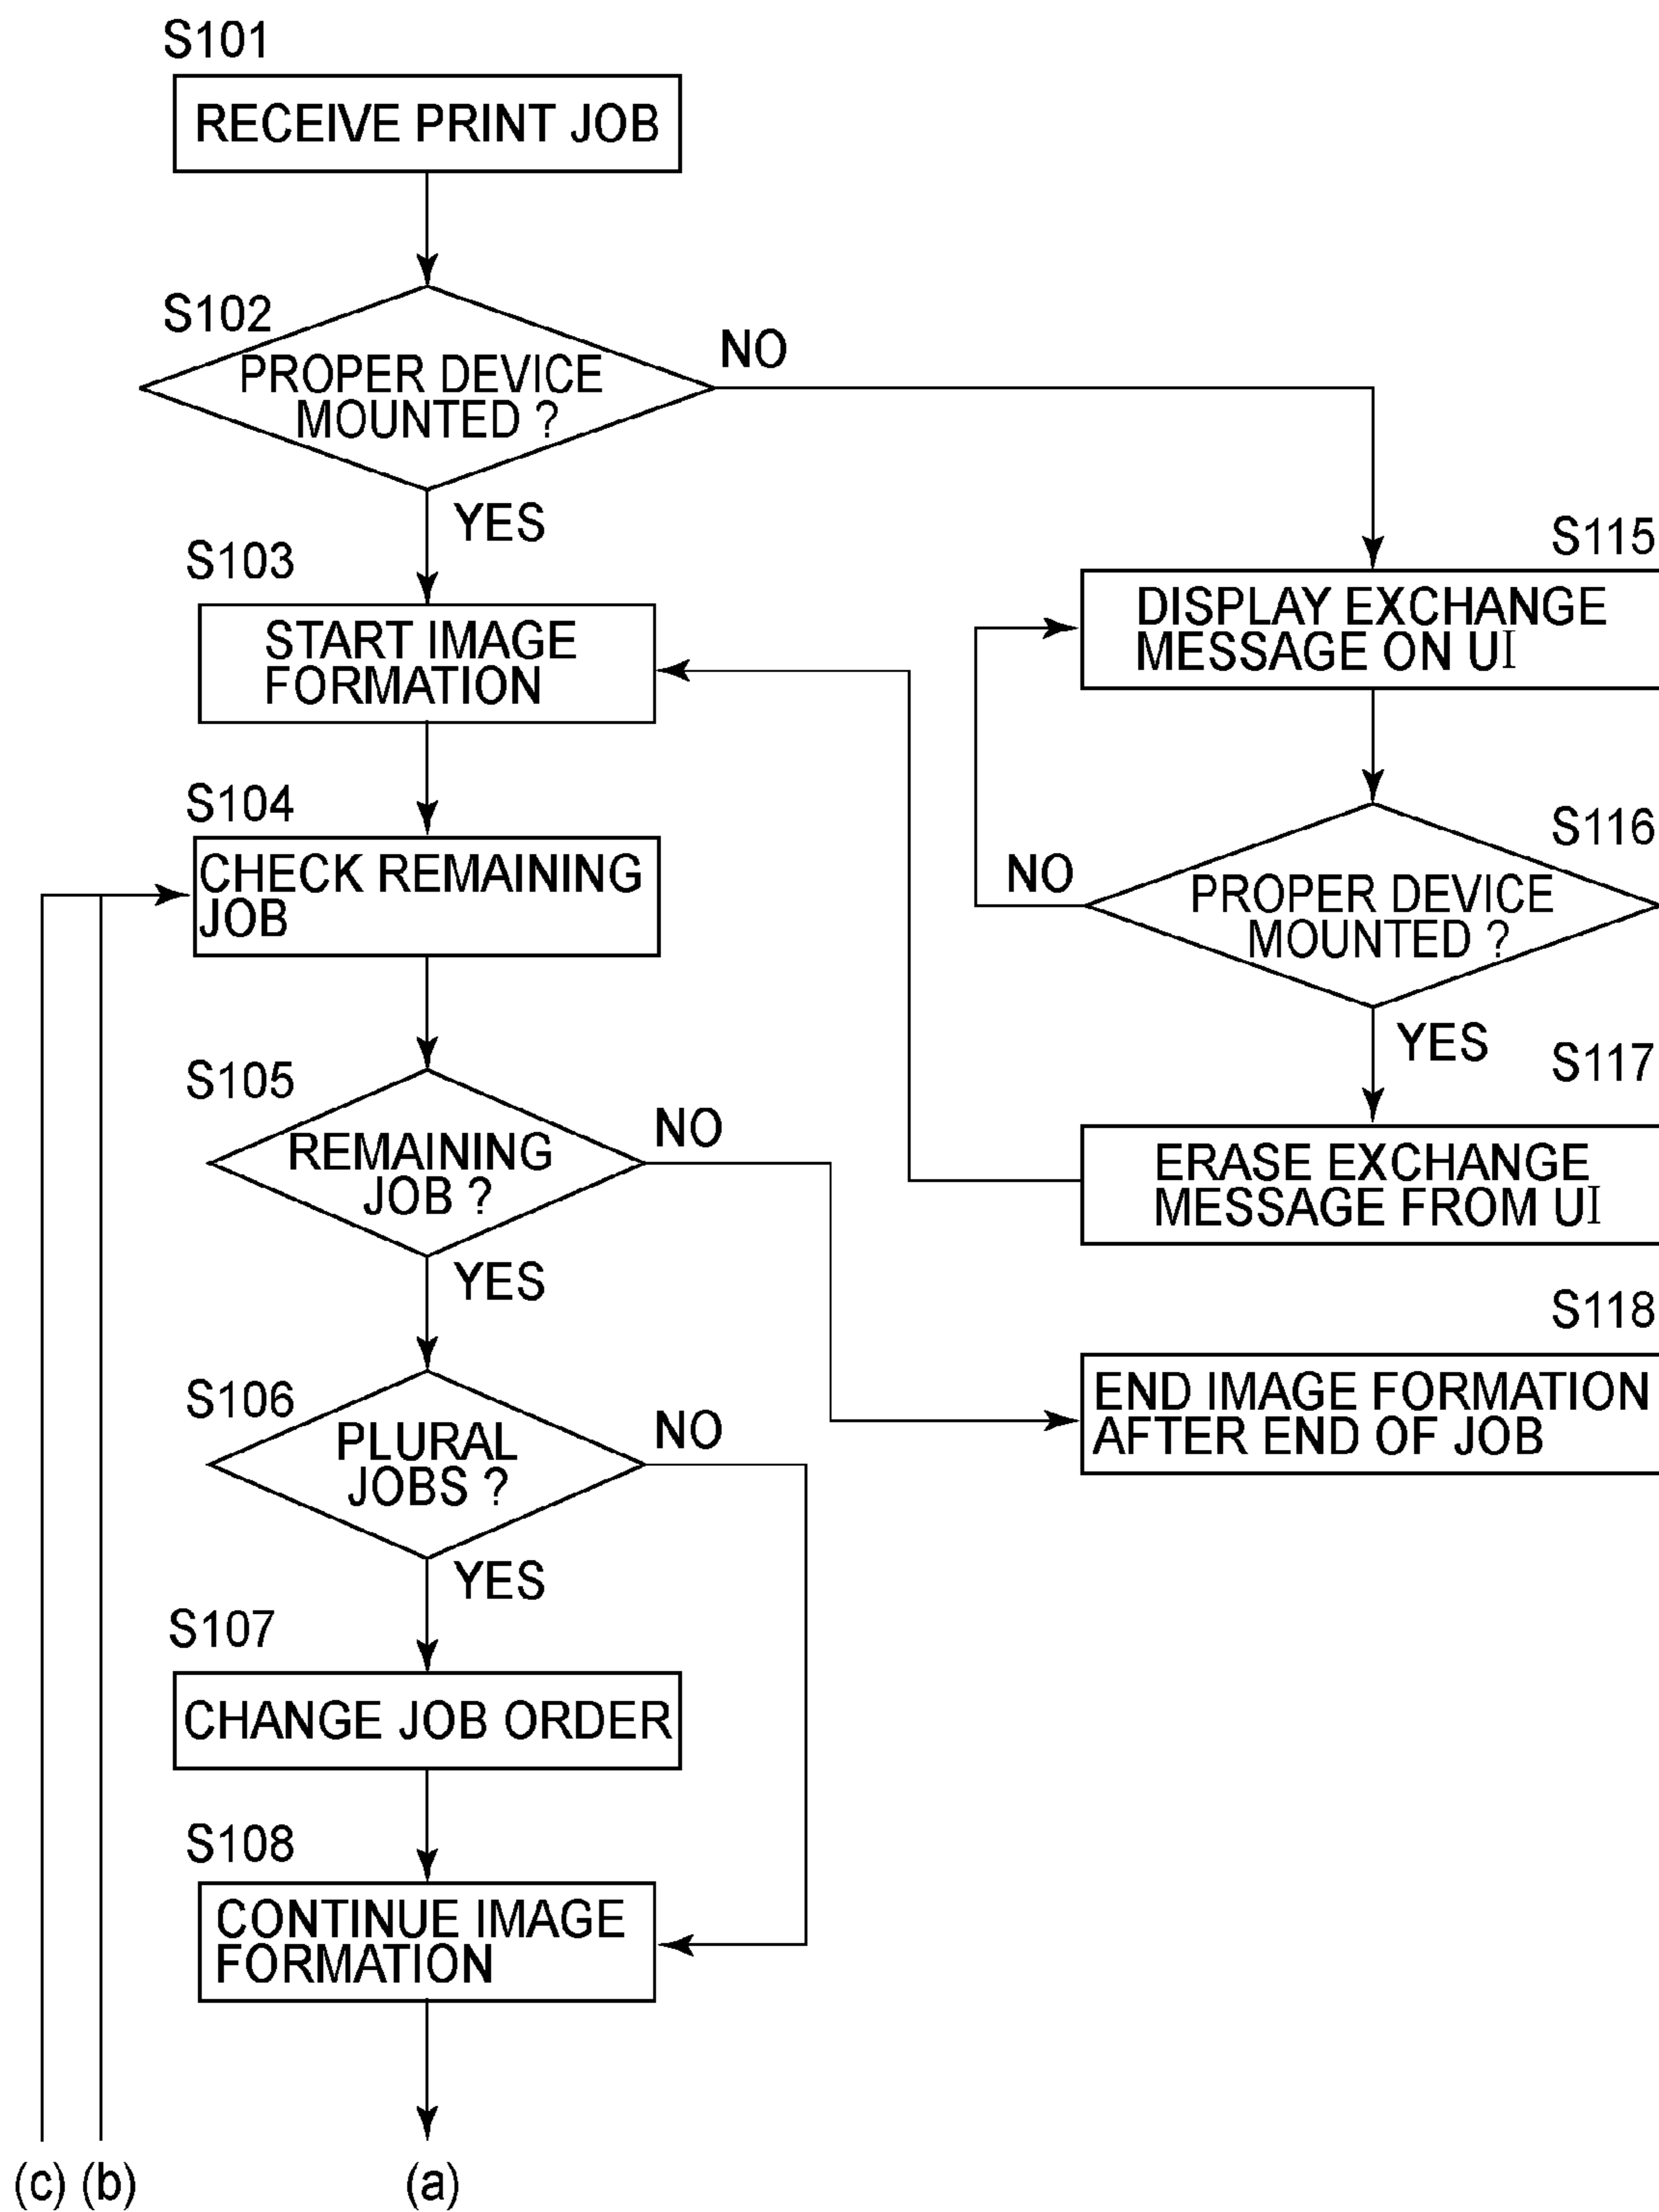 S101
RECEIVE PRINT JOB
S102
PROPER DEVICE
MOUNTED ?
NO
YES
S103
START IMAGE
FORMATION
S104
CHECK REMAINING
JOB
S105
REMAINING
JOB ?
NO
YES
S106
PLURAL
JOBS ?
NO
YES
S107
CHANGE JOB ORDER
S108
CONTINUE IMAGE
FORMATION
(c) (b) (a)
S115
DISPLAY EXCHANGE
MESSAGE ON UI
S116
PROPER DEVICE
MOUNTED ?
NO
YES
S117
ERASE EXCHANGE
MESSAGE FROM UI
S118
END IMAGE FORMATION
AFTER END OF JOB